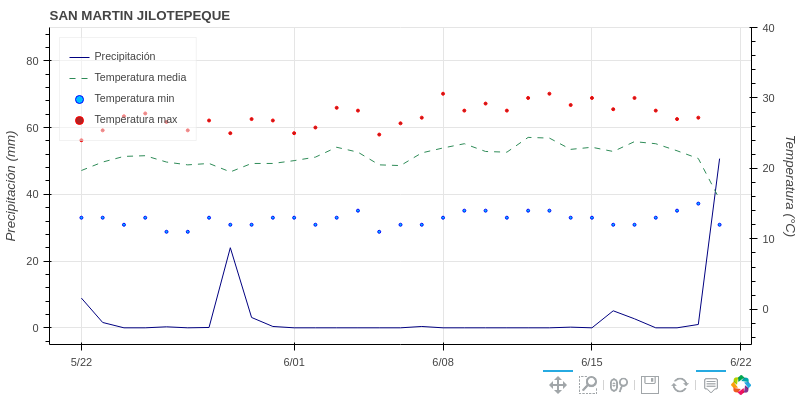 SAN MARTIN JILOTEPEQUE
Precipitación
Temperatura media
Temperatura min
Temperatura max
Precipitación (mm)
80
60
40
20
0
Temperatura (°C)
40
30
20
10
0
5/22
6/01
6/08
6/15
6/22